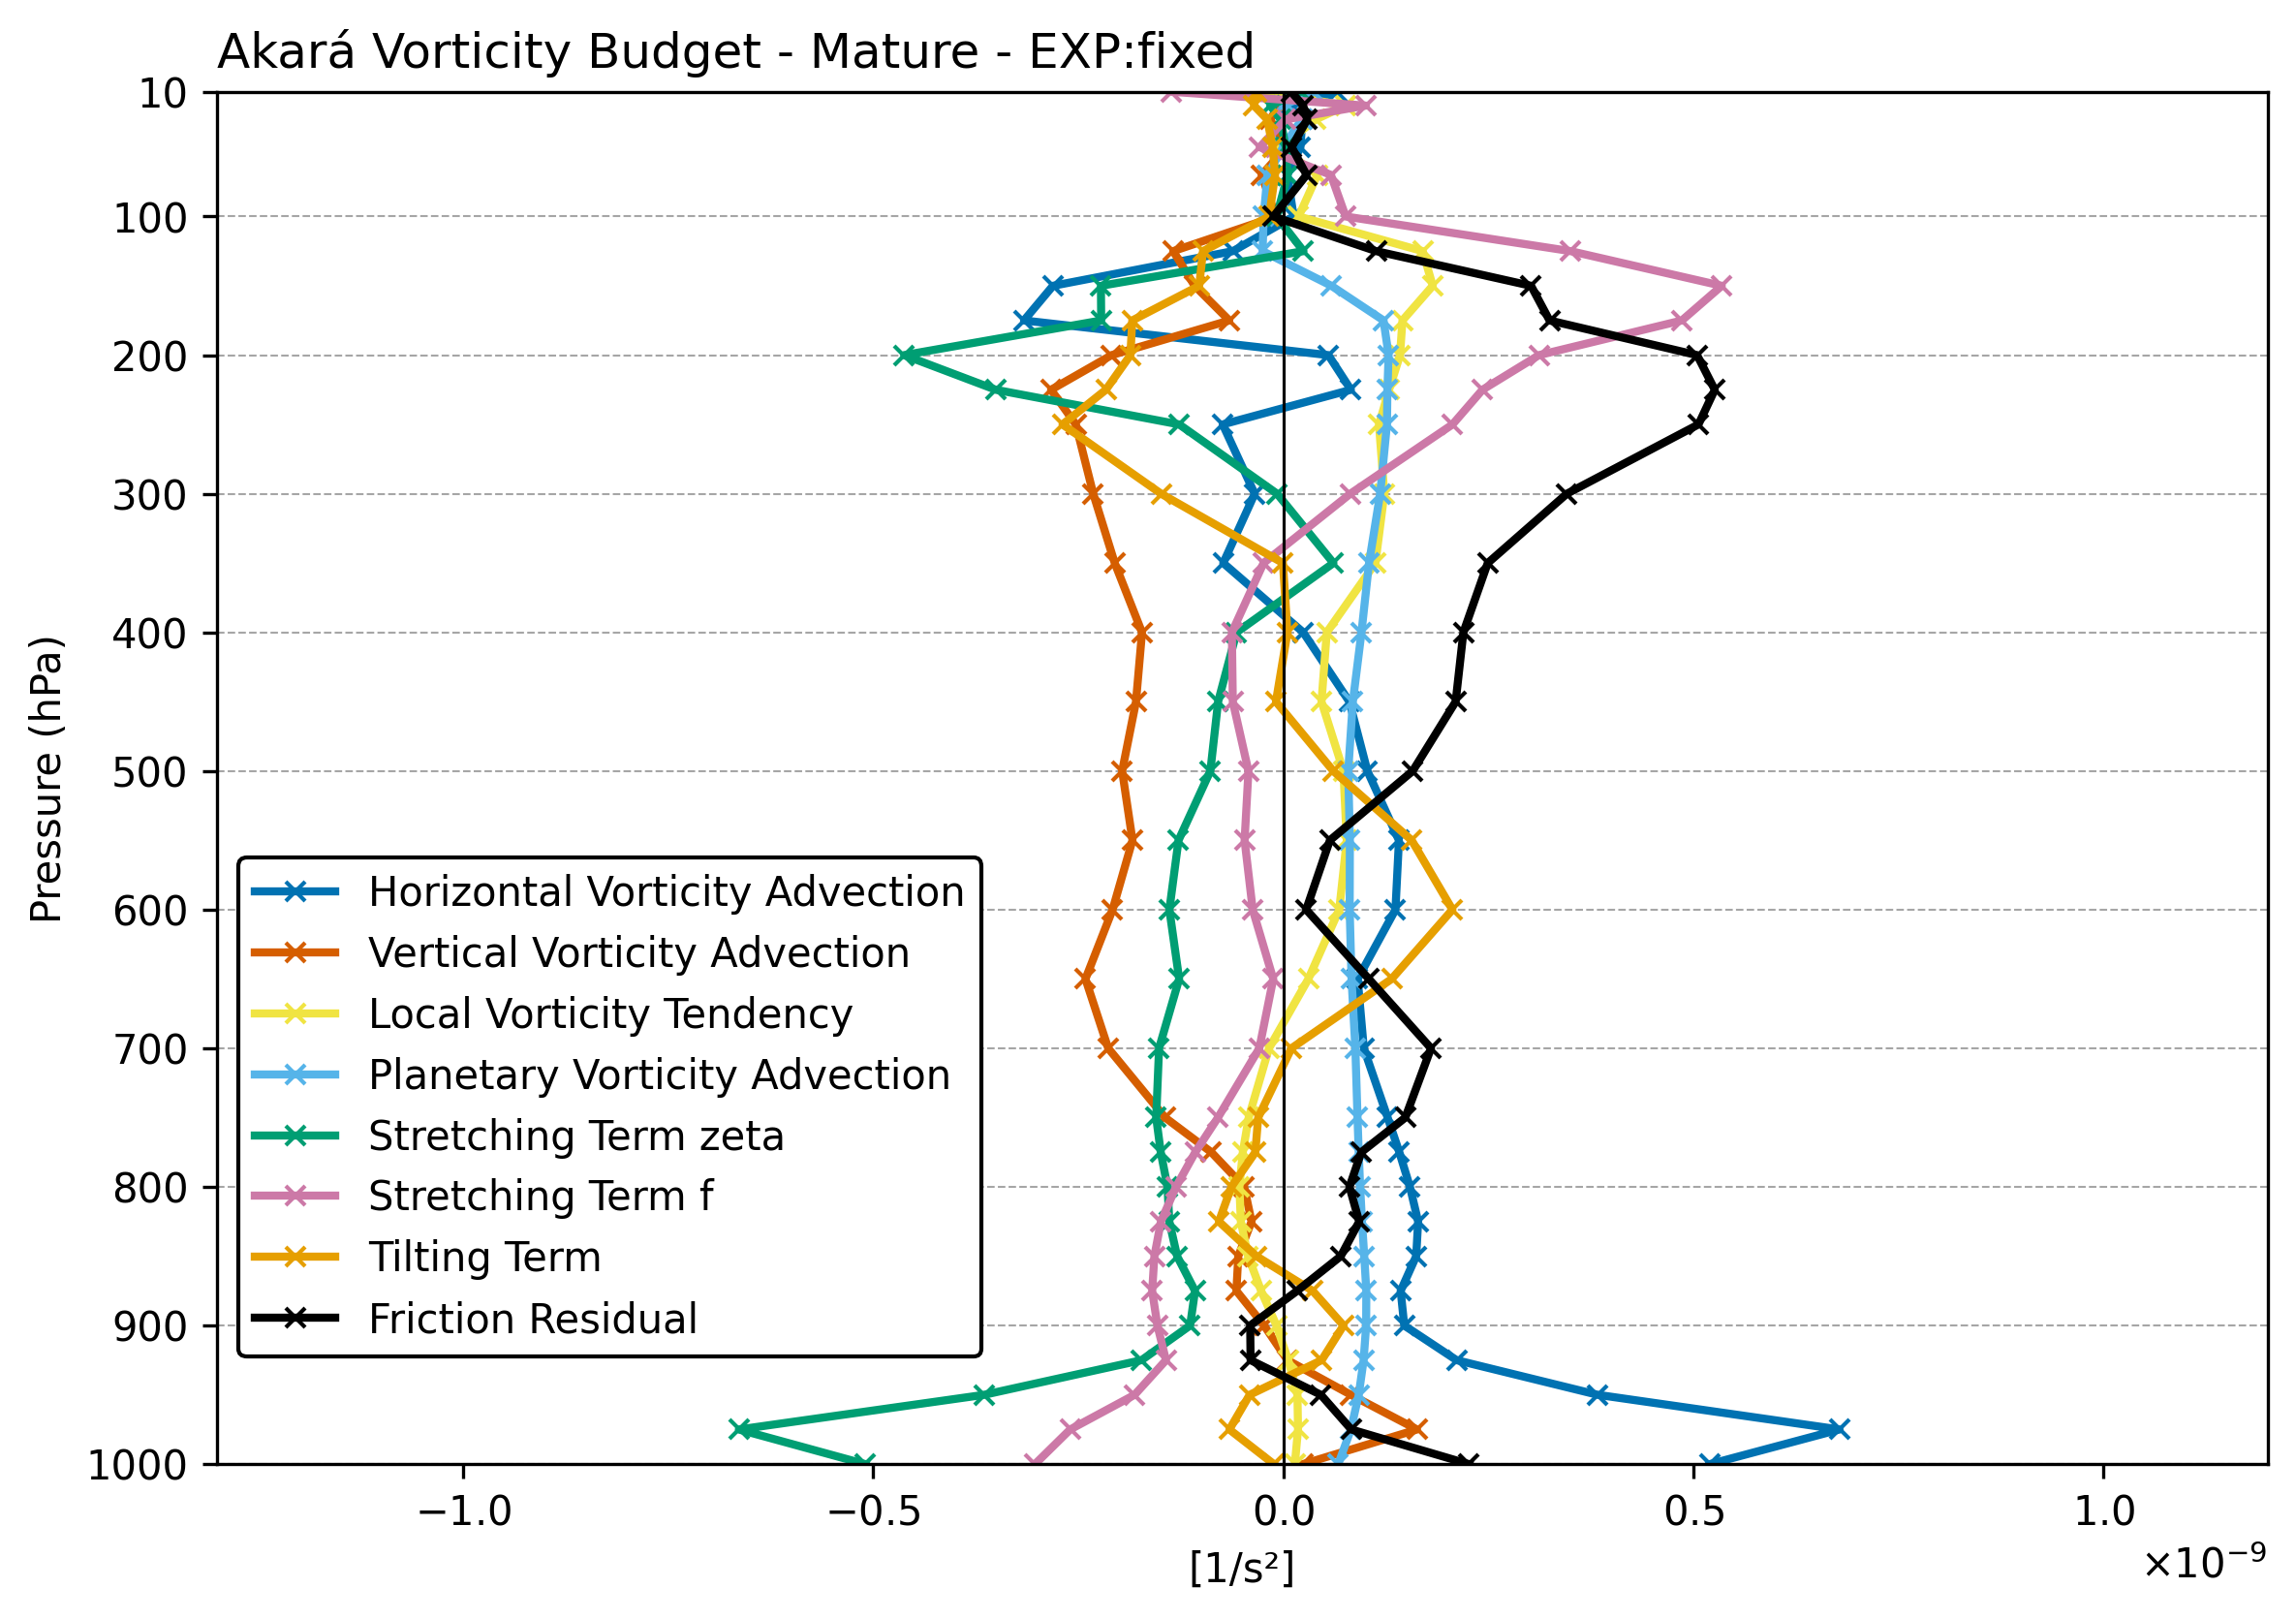 Akará Vorticity Budget - Mature - EXP:fixed
10
100
200
300
400
500
600
700
800
900
1000
Pressure (hPa)
Horizontal Vorticity Advection
Vertical Vorticity Advection
Local Vorticity Tendency
Planetary Vorticity Advection
Stretching Term zeta
Stretching Term f
Tilting Term
Friction Residual
−1.0 −0.5 0.0 0.5 1.0
[1/s²]
×10⁻⁹